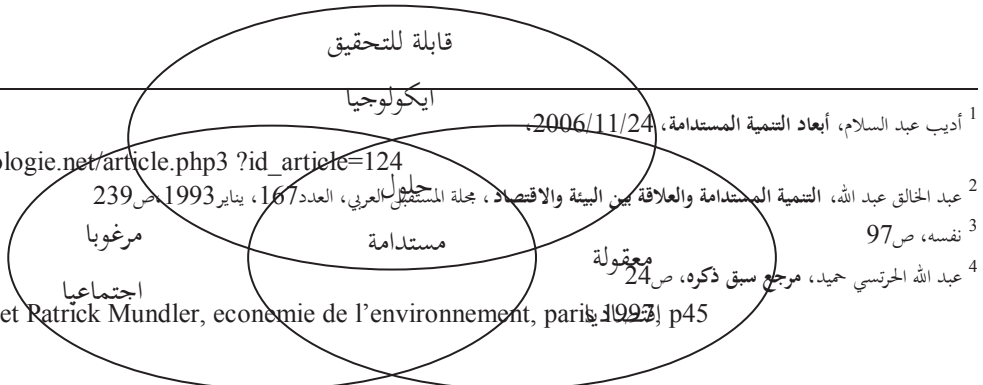 قابلة للتحقيق
ايكولوجيا
1 أديب عبد السلام، أبعاد التنمية المستدامة، 2006/11/24،
ologie.net/article.php3 ?id_article=124
حلول
2 عبد الخالق عبد الله، التنمية المستدامة والعلاقة بين البيئة والاقتصاد، مجلة المستقبل العربي، العدد167، يناير1993،ص239
مرغوبا
مستدامة
3 نفسه، ص97
معقولة
4 عبد الله الحرتسي حميد، مرجع سبق ذكره، ص24
اجتماعيا
et Patrick Mundler, economie de l’environnement, paris 1997, p45
إقتصاديا